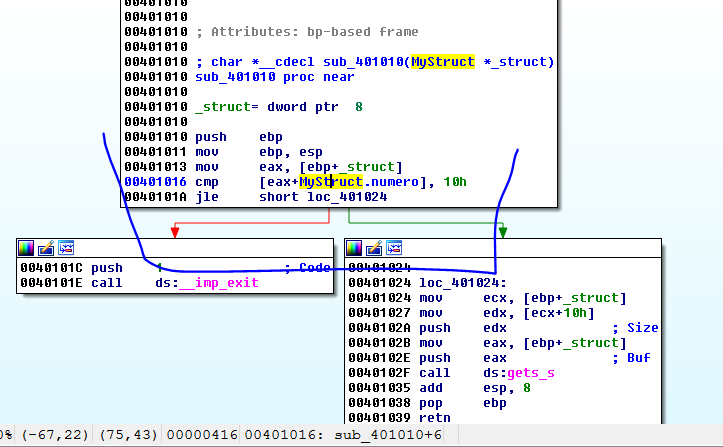 00401010
00401010
00401010 ; Attributes: bp-based frame
00401010
00401010 ; char *__cdecl sub_401010(MyStruct *_struct)
00401010 sub_401010 proc near
00401010
00401010 _struct= dword ptr  8
00401010
00401010 push    ebp
00401011 mov     ebp, esp
00401013 mov     eax, [ebp+_struct]
00401016 cmp     [eax+MyStruct.numero], 10h
0040101A jle     short loc_401024
0040101C push    1               ; Code
0040101E call    ds:__imp_exit
00401024
00401024 loc_401024:
00401024 mov     ecx, [ebp+_struct]
00401027 mov     edx, [ecx+10h]
0040102A push    edx             ; Size
0040102B mov     eax, [ebp+_struct]
0040102E push    eax             ; Buf
0040102F call    ds:gets_s
00401035 add     esp, 8
00401038 pop     ebp
00401039 retn
0% (-67,22) (75,43) 00000416 00401016: sub_401010+6